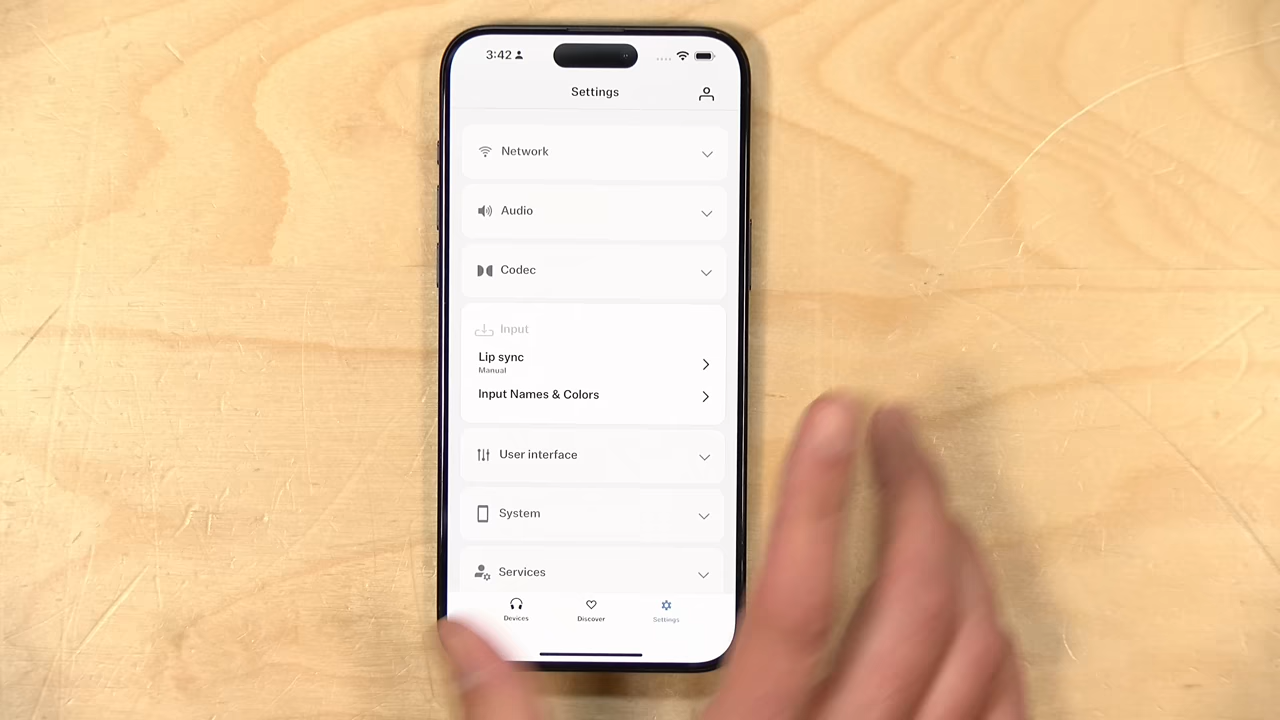 3:42
Settings
Network
Audio
Codec
Input
Lip sync
Manual
Input Names & Colors
User interface
System
Services
Devices
Discover
Settings